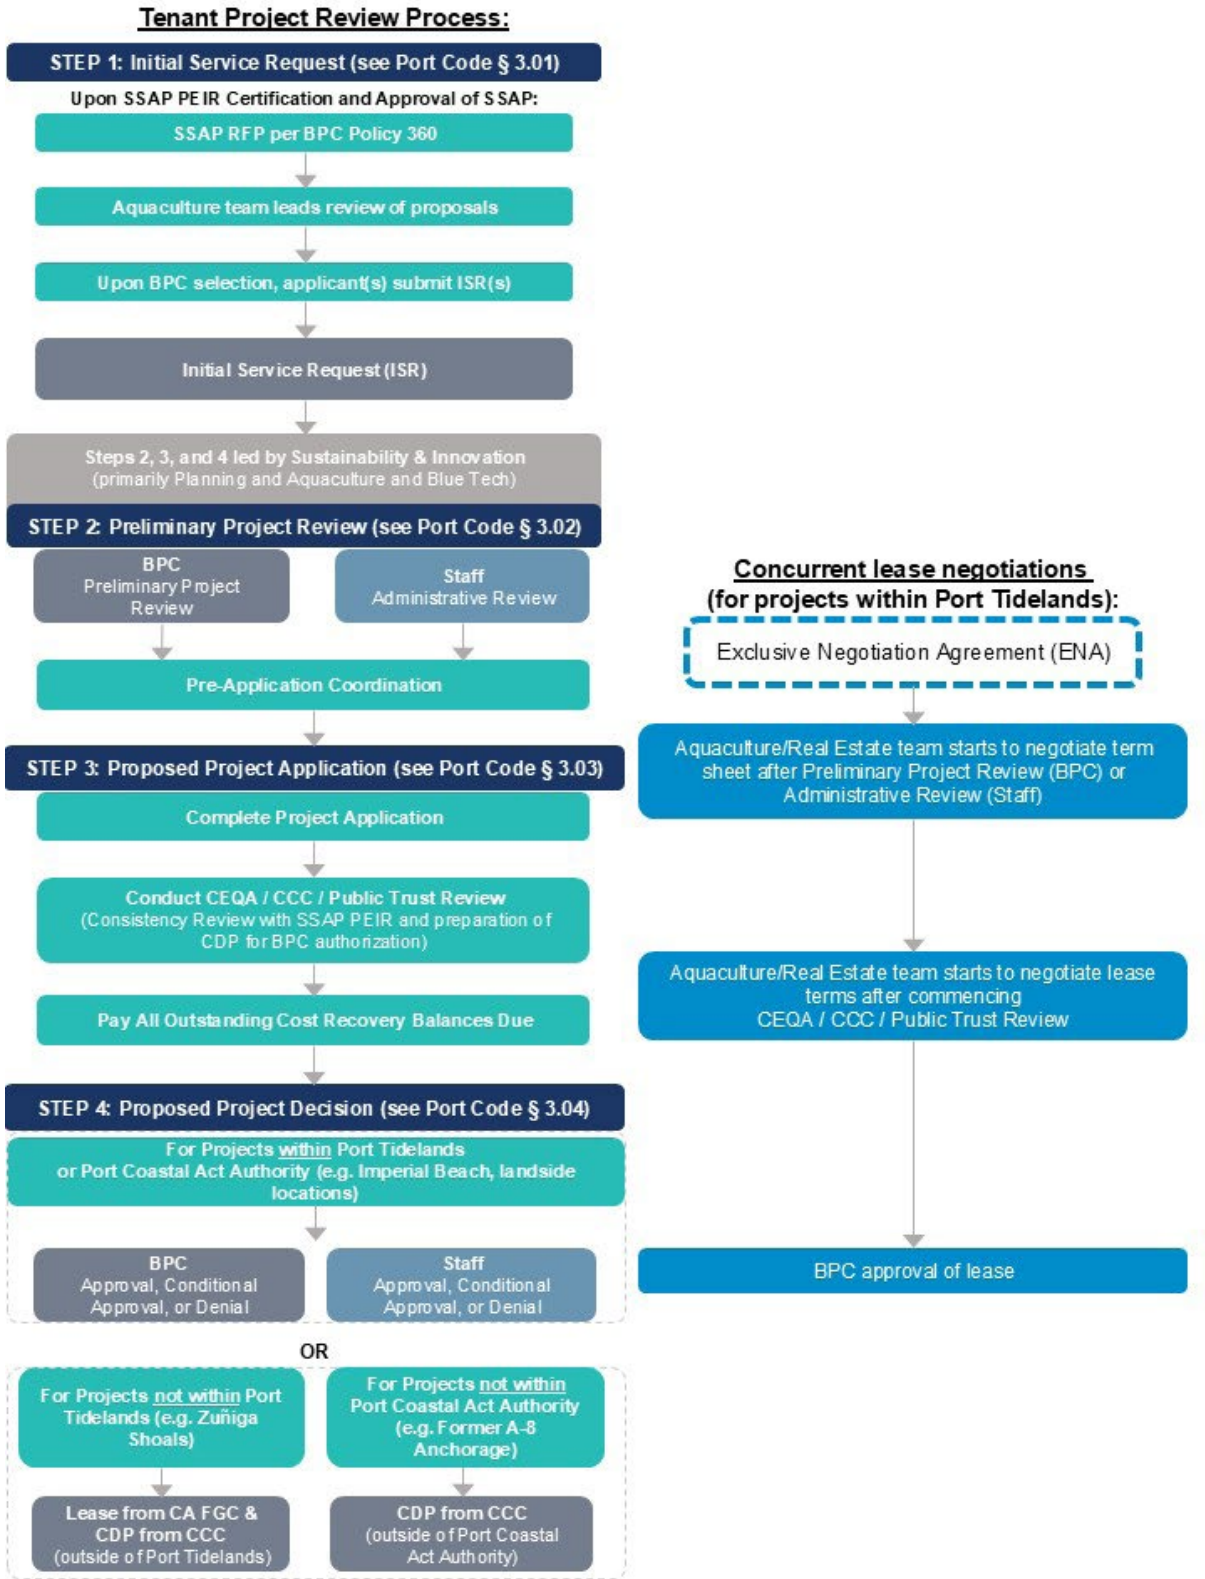 Tenant Project Review Process:
STEP 1: Initial Service Request (see Port Code § 3.01)
Upon SSAP PEIR Certification and Approval of SSAP:
SSAP RFP per BPC Policy 360
Aquaculture team leads review of proposals
Upon BPC selection, applicant(s) submit ISR(s)
Initial Service Request (ISR)
Steps 2, 3, and 4 led by Sustainability & Innovation
(primarily Planning and Aquaculture and Blue Tech)
STEP 2: Preliminary Project Review (see Port Code § 3.02)
BPC
Preliminary Project
Review
Staff
Administrative Review
Pre-Application Coordination
STEP 3: Proposed Project Application (see Port Code § 3.03)
Complete Project Application
Conduct CEQA / CCC / Public Trust Review
(Consistency Review with SSAP PEIR and preparation of
CDP for BPC authorization)
Pay All Outstanding Cost Recovery Balances Due
STEP 4: Proposed Project Decision (see Port Code § 3.04)
For Projects within Port Tidelands
or Port Coastal Act Authority (e.g. Imperial Beach, landside
locations)
BPC
Approval, Conditional
Approval, or Denial
Staff
Approval, Conditional
Approval, or Denial
OR
For Projects not within Port
Tidelands (e.g. Zuñiga
Shoals)
For Projects not within
Port Coastal Act Authority
(e.g. Former A-8
Anchorage)
Lease from CA FGC &
CDP from CCC
(outside of Port Tidelands)
CDP from CCC
(outside of Port Coastal
Act Authority)
Concurrent lease negotiations
(for projects within Port Tidelands):
Exclusive Negotiation Agreement (ENA)
Aquaculture/Real Estate team starts to negotiate term
sheet after Preliminary Project Review (BPC) or
Administrative Review (Staff)
Aquaculture/Real Estate team starts to negotiate lease
terms after commencing
CEQA / CCC / Public Trust Review
BPC approval of lease